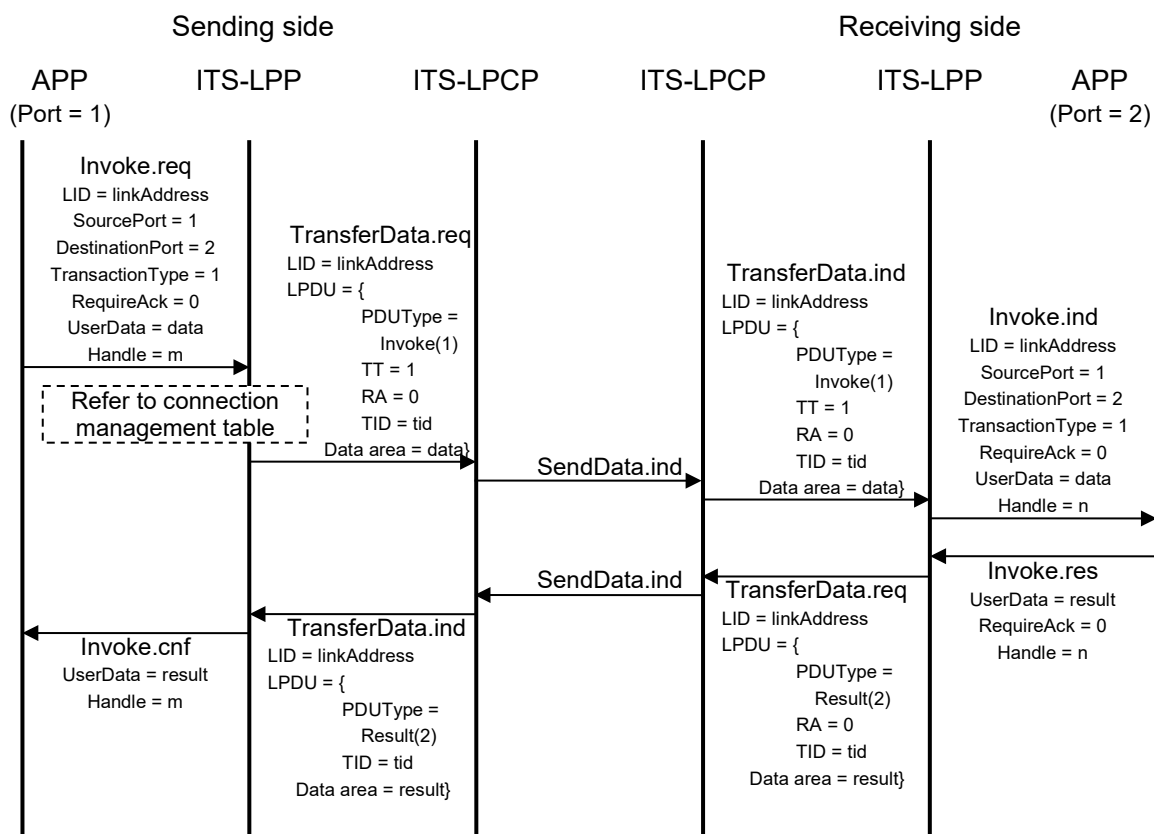 Sending side
Receiving side
APP
(Port = 1)
ITS-LPP
ITS-LPCP
ITS-LPCP
ITS-LPP
APP
(Port = 2)
Invoke.req
LID = linkAddress
SourcePort = 1
DestinationPort = 2
TransactionType = 1
RequireAck = 0
UserData = data
Handle = m
Refer to connection
management table
TransferData.req
LID = linkAddress
LPDU = {
PDUType =
Invoke(1)
TT = 1
RA = 0
TID = tid
Data area = data}
SendData.ind
TransferData.ind
LID = linkAddress
LPDU = {
PDUType =
Invoke(1)
TT = 1
RA = 0
TID = tid
Data area = data}
Invoke.ind
LID = linkAddress
SourcePort = 1
DestinationPort = 2
TransactionType = 1
RequireAck = 0
UserData = data
Handle = n
Invoke.res
UserData = result
RequireAck = 0
Handle = n
TransferData.req
LID = linkAddress
LPDU = {
PDUType =
Result(2)
RA = 0
TID = tid
Data area = result}
SendData.ind
TransferData.ind
LID = linkAddress
LPDU = {
PDUType =
Result(2)
TID = tid
Data area = result}
Invoke.cnf
UserData = result
Handle = m